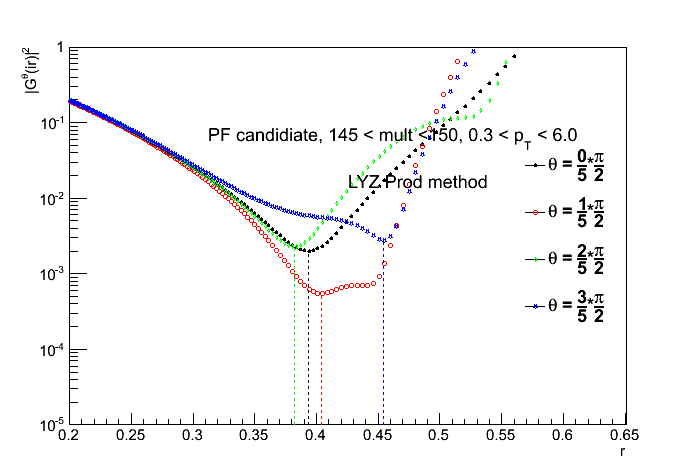 |G^θ(ir)|²
1
10⁻¹
10⁻²
10⁻³
10⁻⁴
10⁻⁵
PF candidiate, 145 < mult < 150, 0.3 < p_T < 6.0
LYZ Prod method
θ = 0/5*π/2
θ = 1/5*π/2
θ = 2/5*π/2
θ = 3/5*π/2
0.2 0.25 0.3 0.35 0.4 0.45 0.5 0.55 0.6 0.65
r